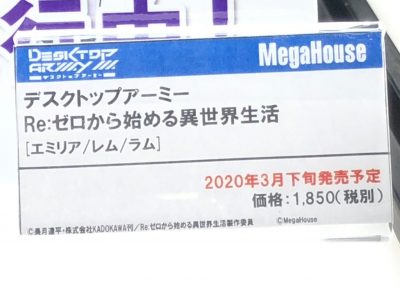 DESKTOP ARMY
デスクトップアーミー
MegaHouse
デスクトップアーミー
Re:ゼロから始める異世界生活
[エミリア/レム/ラム]
2020年3月下旬発売予定
価格:1,850(税別)
©長月達平・株式会社KADOKAWA刊/Re:ゼロから始める異世界生活製作委員 ©MegaHouse